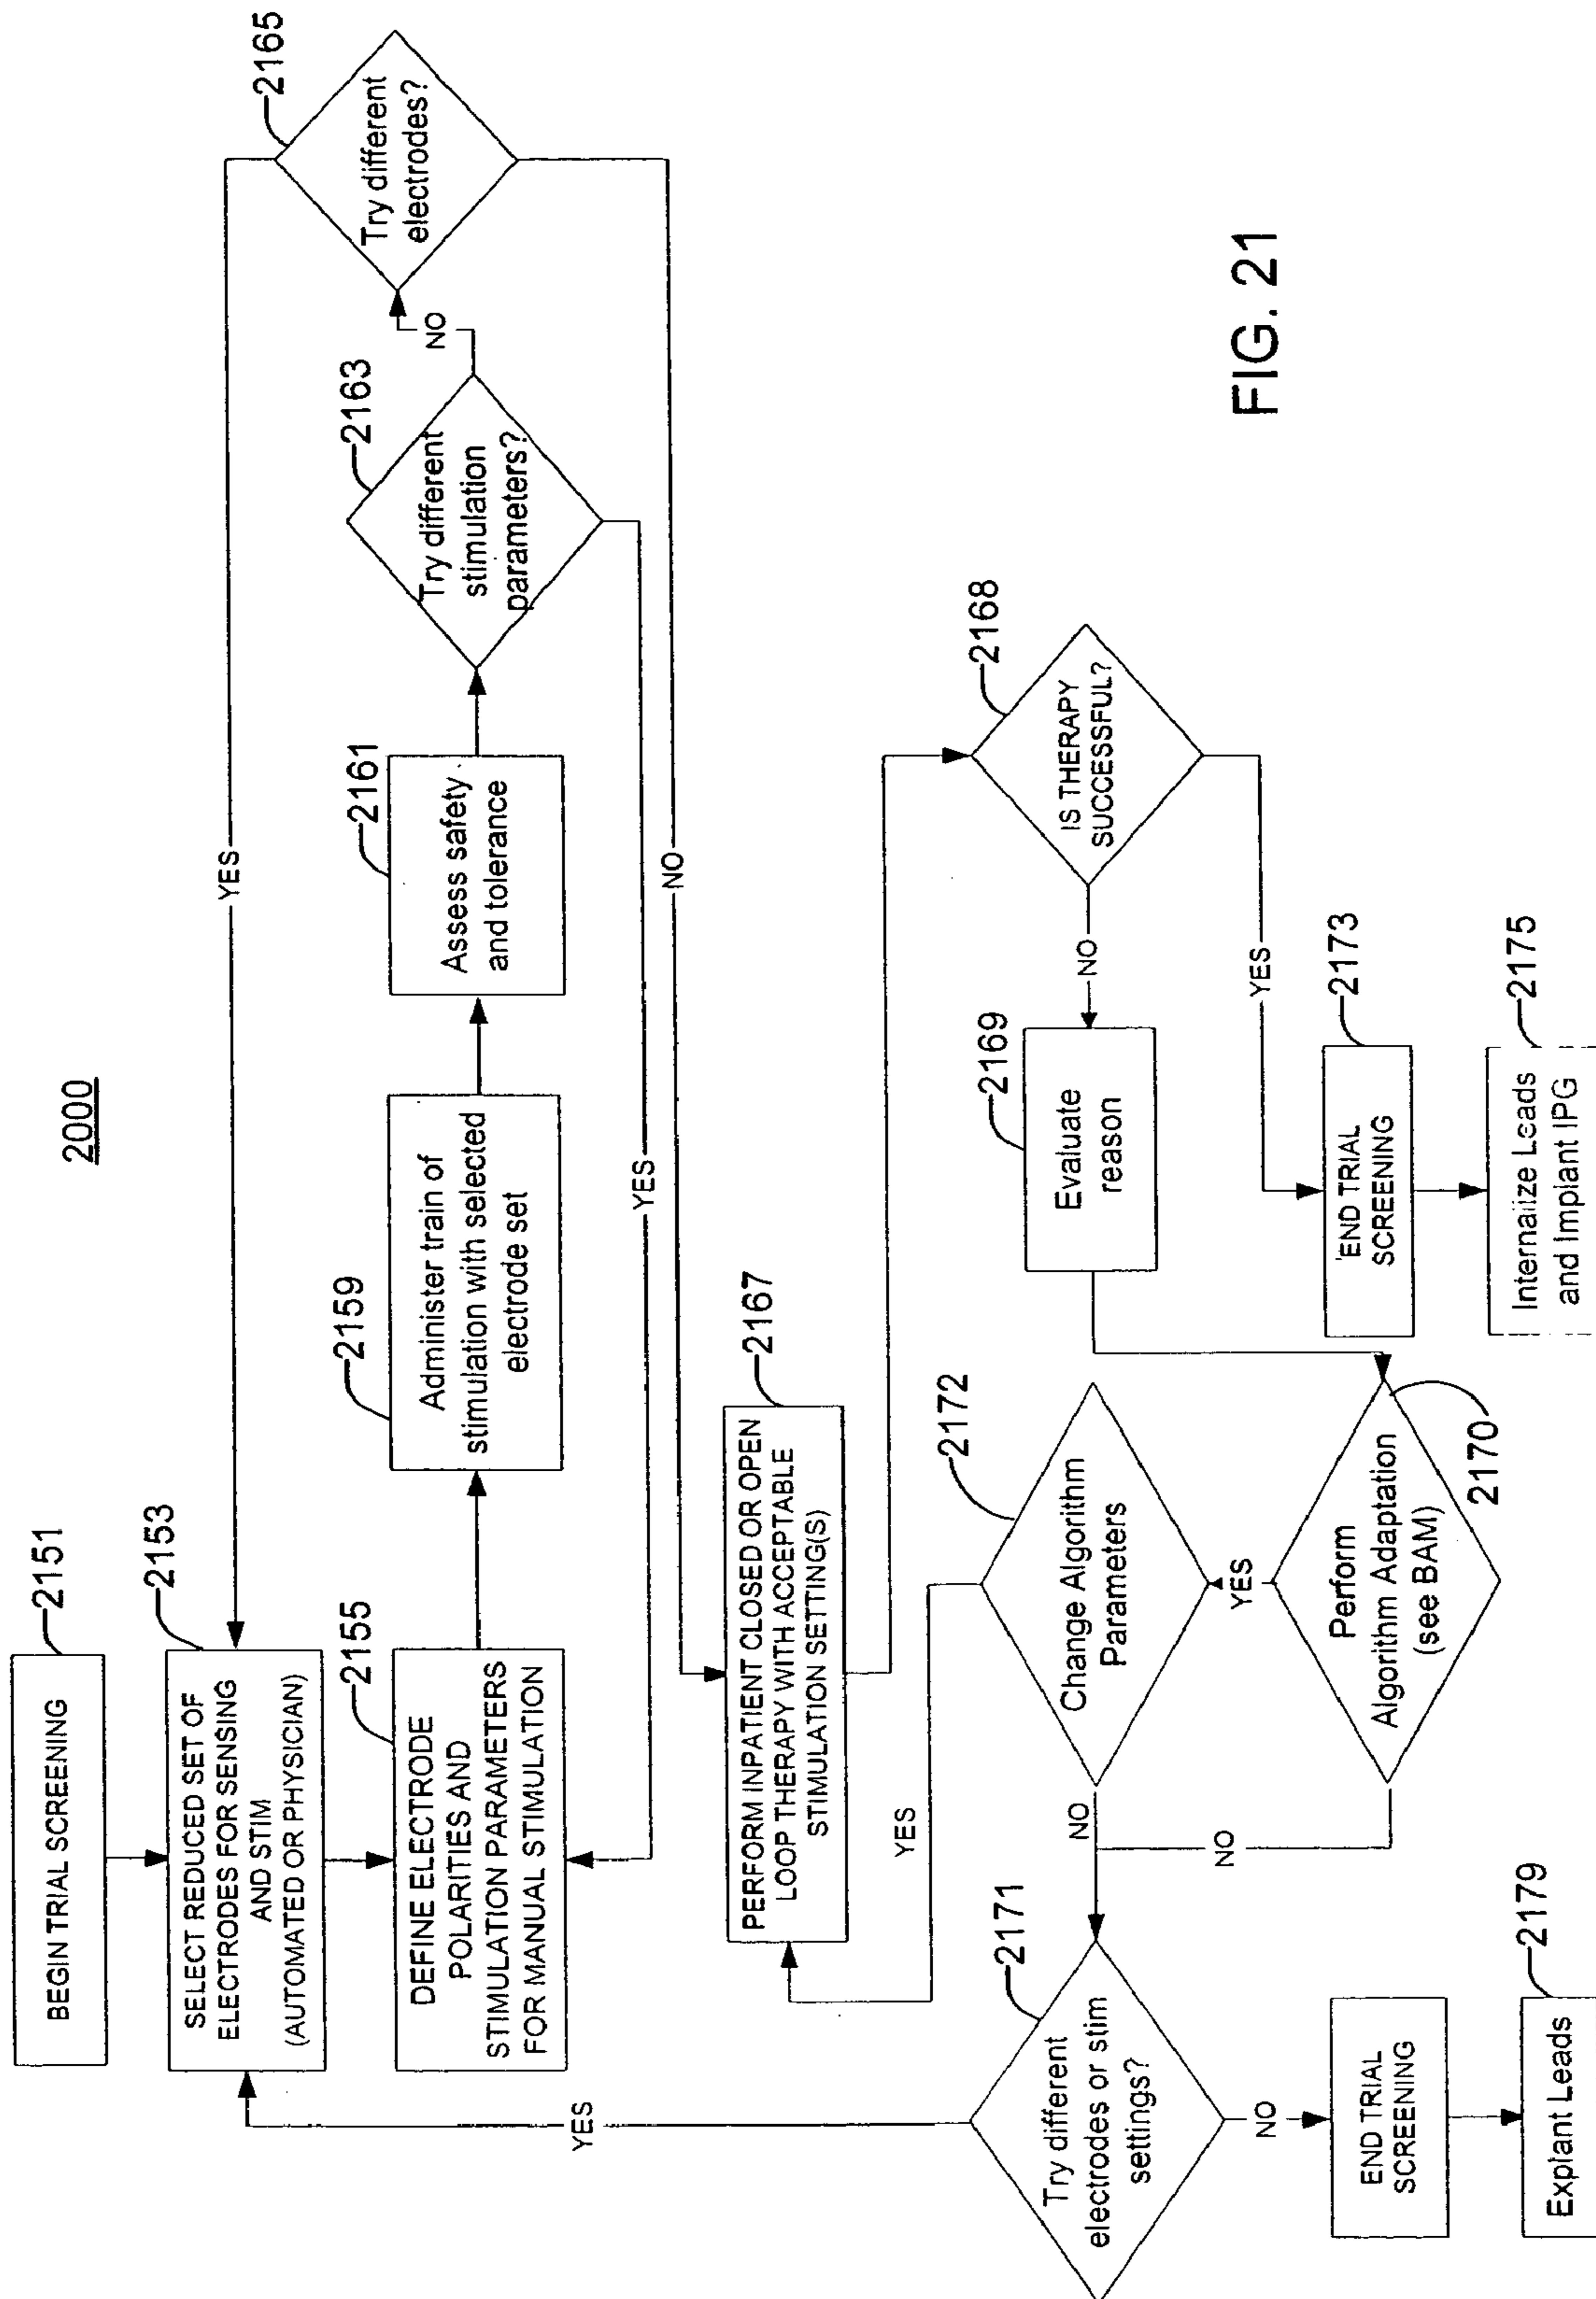 2000
BEGIN TRIAL SCREENING
2151
SELECT REDUCED SET OF
ELECTRODES FOR SENSING
AND STIM
(AUTOMATED OR PHYSICIAN)
2153
DEFINE ELECTRODE
POLARITIES AND
STIMULATION PARAMETERS
FOR MANUAL STIMULATION
2155
Administer train of
stimulation with selected
electrode set
2159
Assess safety
and tolerance
2161
Try different
stimulation
parameters?
2163
NO
YES
Try different
electrodes?
2165
YES
NO
PERFORM INPATIENT CLOSED OR OPEN
LOOP THERAPY WITH ACCEPTABLE
STIMULATION SETTING(S)
2167
IS THERAPY
SUCCESSFUL?
2168
NO
YES
Evaluate
reason
2169
END TRIAL
SCREENING
2173
Internalize Leads
and Implant IPG
2175
Perform
Algorithm Adaptation
(see BAM)
2170
YES
NO
Change Algorithm
Parameters
2172
YES
NO
Try different
electrodes or stim
settings?
2171
YES
NO
END TRIAL
SCREENING
Explant Leads
2179
FIG. 21